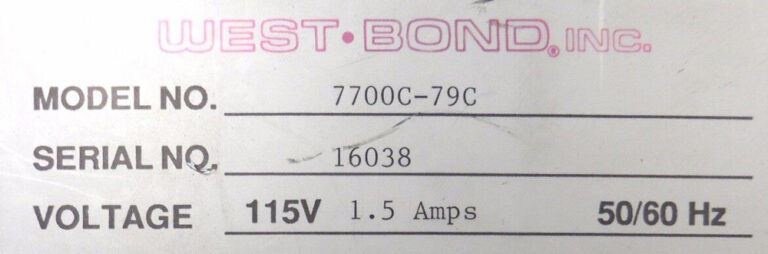 WEST·BOND® INC.
MODEL NO. 7700C-79C
SERIAL NO. 16038
VOLTAGE 115V 1.5 Amps 50/60 Hz